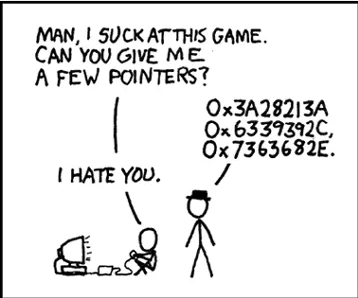 MAN, I SUCK AT THIS GAME.
CAN YOU GIVE ME
A FEW POINTERS?
0x3A28213A
0x6339392C,
0x7363682E.
I HATE YOU.